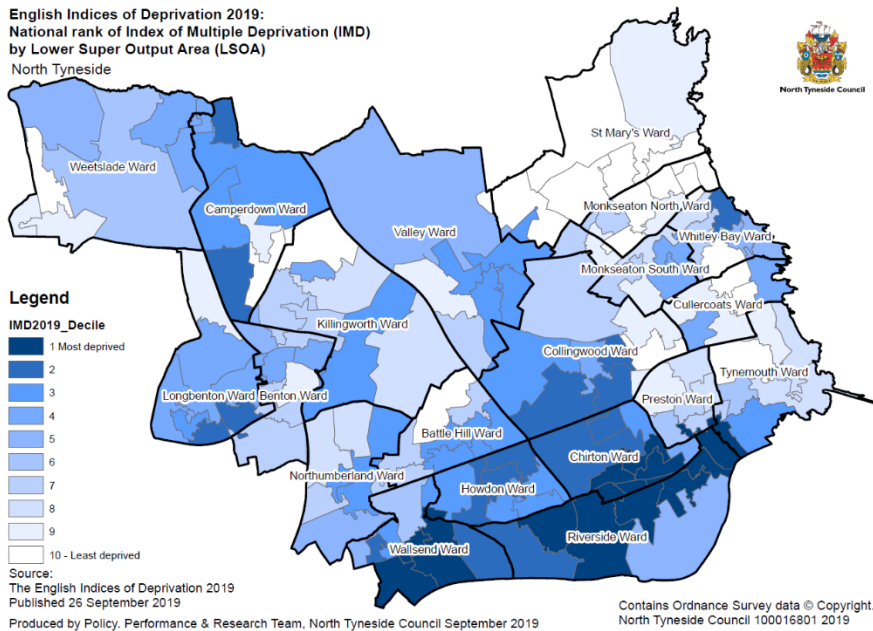 English Indices of Deprivation 2019:
National rank of Index of Multiple Deprivation (IMD)
by Lower Super Output Area (LSOA)
North Tyneside
North Tyneside Council
St Mary's Ward
Weetslade Ward
Camperdown Ward
Monkseaton North Ward
Valley Ward
Whitley Bay Ward
Monkseaton South Ward
Cullercoats Ward
Killingworth Ward
Collingwood Ward
Tynemouth Ward
Longbenton Ward
Benton Ward
Preston Ward
Battle Hill Ward
Chirton Ward
Northumberland Ward
Howdon Ward
Riverside Ward
Wallsend Ward
Legend
IMD2019_Decile
1 Most deprived
2
3
4
5
6
7
8
9
10 - Least deprived
Source:
The English Indices of Deprivation 2019
Published 26 September 2019
Produced by Policy. Performance & Research Team, North Tyneside Council September 2019
Contains Ordnance Survey data © Copyright.
North Tyneside Council 100016801 2019